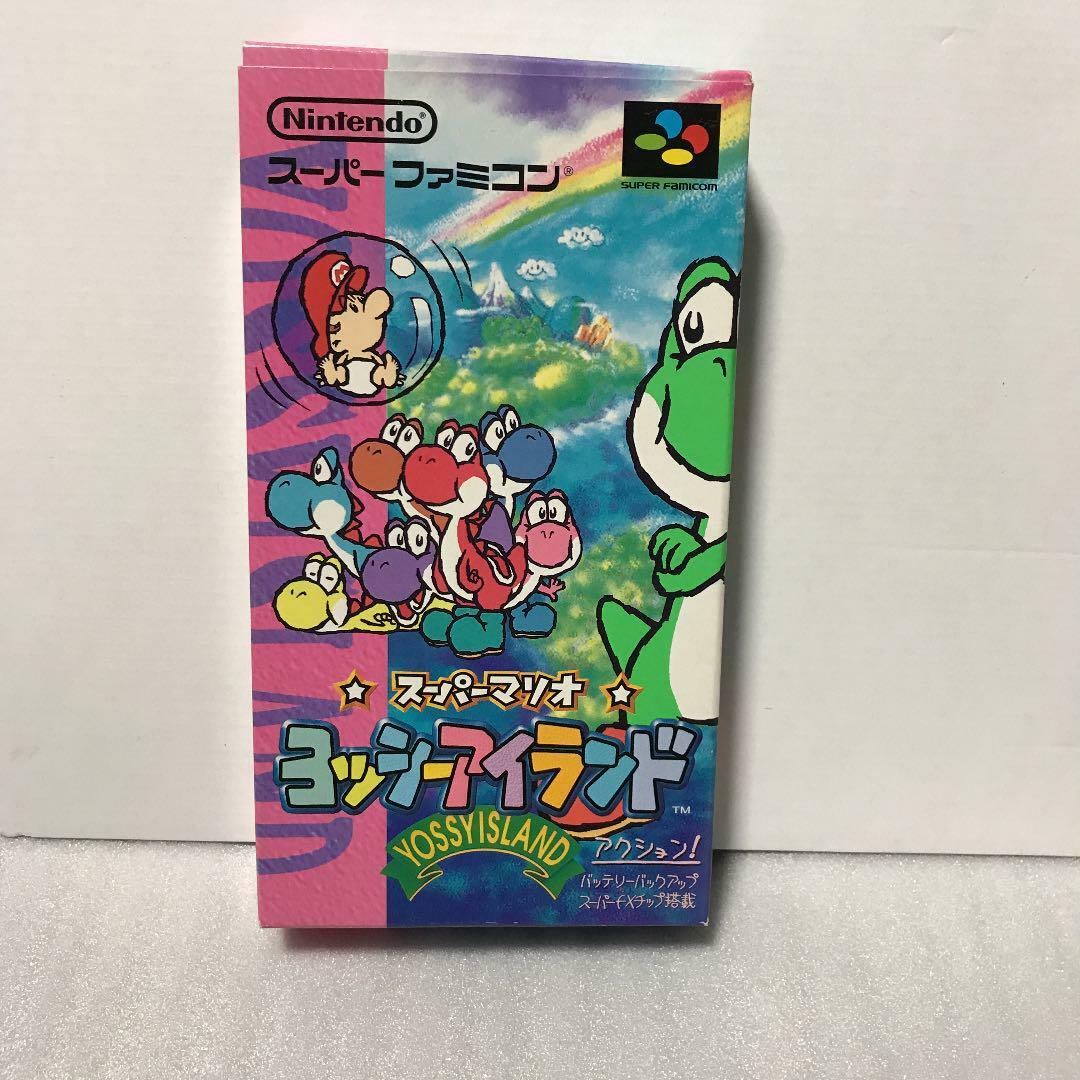 Nintendo®
スーパーファミコン®
SUPER FAMICOM
M
スーパーマリオ
ヨッシーアイランド™
YOSSYISLAND
アクション!
バッテリーバックアップ
スーパーFXチップ搭載